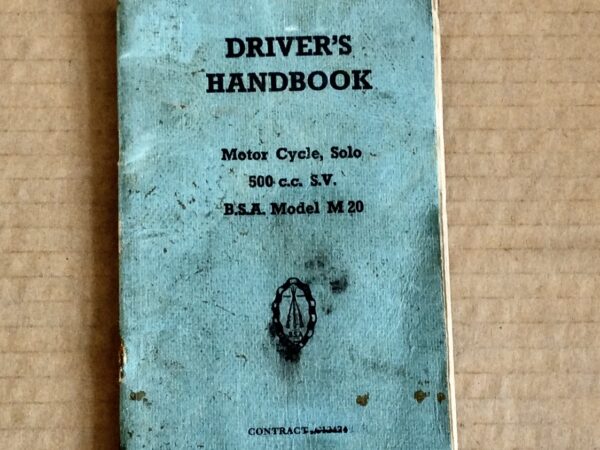 DRIVER'S
HANDBOOK
Motor Cycle, Solo
500 c.c. S.V.
B.S.A. Model M 20
CONTRACT